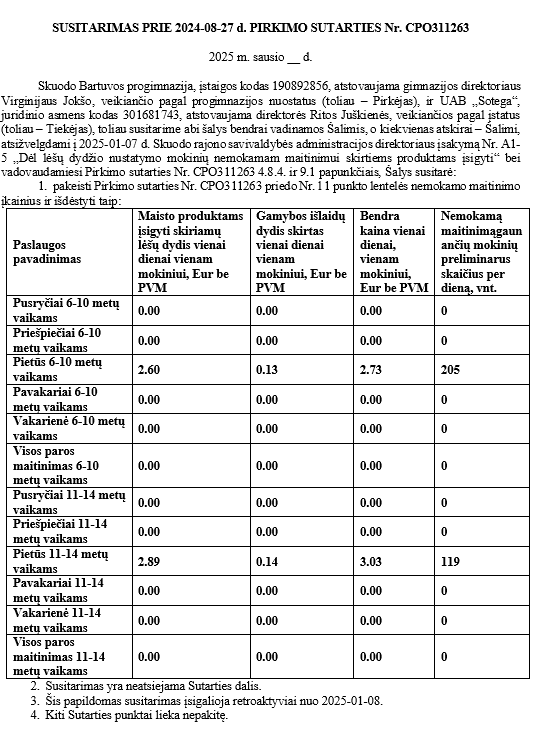 SUSITARIMAS PRIE 2024-08-27 d. PIRKIMO SUTARTIES Nr. CPO311263
2025 m. sausio __ d.
Skuodo Bartuvos progimnazija, įstaigos kodas 190892856, atstovaujama gimnazijos direktoriaus
Virginijaus Jokšo, veikiančio pagal progimnazijos nuostatus (toliau – Pirkėjas), ir UAB „Sotega“,
juridinio asmens kodas 301681743, atstovaujama direktorės Ritos Juškienės, veikiančios pagal įstatus
(toliau – Tiekėjas), toliau susitarime abi šalys bendrai vadinamos Šalimis, o kiekvienas atskirai – Šalimi,
atsižvelgdami į 2025-01-07 d. Skuodo rajono savivaldybės administracijos direktoriaus įsakymą Nr. A1-
5 „Dėl lėšų dydžio nustatymo mokinių nemokamam maitinimui skirtiems produktams įsigyti“ bei
vadovaudamiesi Pirkimo sutarties Nr. CPO311263 4.8.4. ir 9.1 papunkčiais, Šalys susitarė:
1. pakeisti Pirkimo sutarties Nr. CPO311263 priedo Nr. 11 punkto lentelės nemokamo maitinimo
įkainius ir išdėstyti taip:
Paslaugos pavadinimas | Maisto produktams įsigyti skiriamų lėšų dydis vienai dienai vienam mokiniui, Eur be PVM | Gamybos išlaidų dydis skirtas vienai dienai vienam mokiniui, Eur be PVM | Bendra kaina vienai dienai, vienam mokiniui, Eur be PVM | Nemokamą maitinimągaunančių mokinių preliminarus skaičius per dieną, vnt.
Pusryčiai 6-10 metų vaikams | 0.00 | 0.00 | 0.00 | 0
Priešpiečiai 6-10 metų vaikams | 0.00 | 0.00 | 0.00 | 0
Pietūs 6-10 metų vaikams | 2.60 | 0.13 | 2.73 | 205
Pavakariai 6-10 metų vaikams | 0.00 | 0.00 | 0.00 | 0
Vakarienė 6-10 metų vaikams | 0.00 | 0.00 | 0.00 | 0
Visos paros maitinimas 6-10 metų vaikams | 0.00 | 0.00 | 0.00 | 0
Pusryčiai 11-14 metų vaikams | 0.00 | 0.00 | 0.00 | 0
Priešpiečiai 11-14 metų vaikams | 0.00 | 0.00 | 0.00 | 0
Pietūs 11-14 metų vaikams | 2.89 | 0.14 | 3.03 | 119
Pavakariai 11-14 metų vaikams | 0.00 | 0.00 | 0.00 | 0
Vakarienė 11-14 metų vaikams | 0.00 | 0.00 | 0.00 | 0
Visos paros maitinimas 11-14 metų vaikams | 0.00 | 0.00 | 0.00 | 0
2. Susitarimas yra neatsiejama Sutarties dalis.
3. Šis papildomas susitarimas įsigalioja retroaktyviai nuo 2025-01-08.
4. Kiti Sutarties punktai lieka nepakitę.